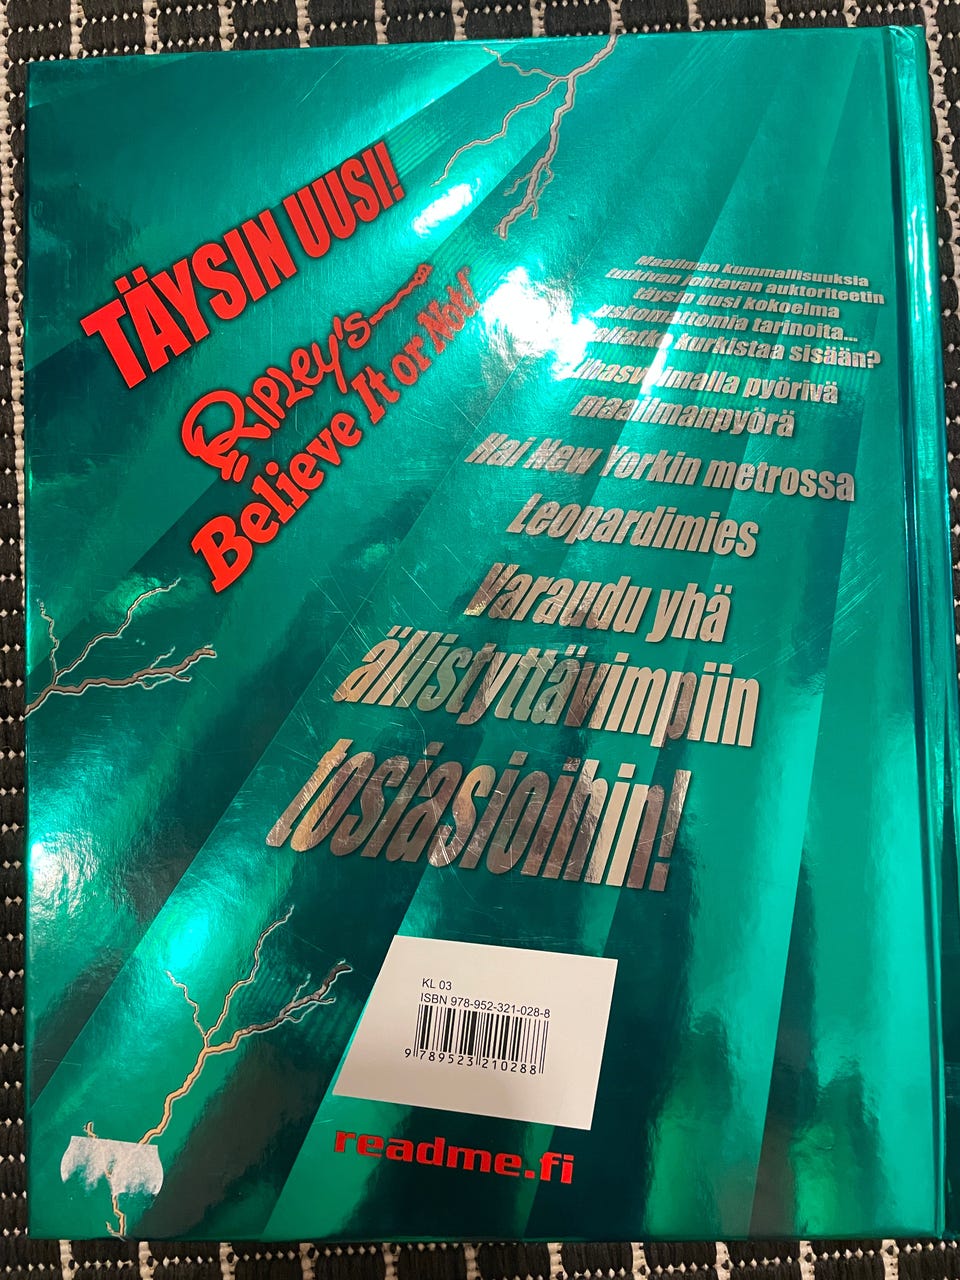 TÄYSIN UUSI!
RIPLEY'S
Believe It or Not!
Maailman kummallisuuksia
tutkivan johtavan auktoriteetin
täysin uusi kokoelma
uskomattomia tarinoita...
kurkistaa sisään?
Lihasvoimalla pyörivä
maailmanpyörä
Hai New Yorkin metrossa
Leopardimies
Varaudu yhä
ällistyttävimpiin
tosiasioihin!
KL 03
ISBN 978-952-321-028-8
9 789523 210288
readme.fi